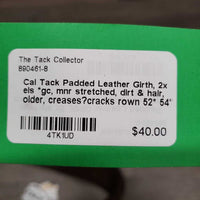 The Tack Collector
890461-8
Cal Tack Padded Leather Girth, 2x
els *gc, mnr stretched, dirt & hair,
older, creases?cracks rown 52" 54"
4TK1UD
$40.00